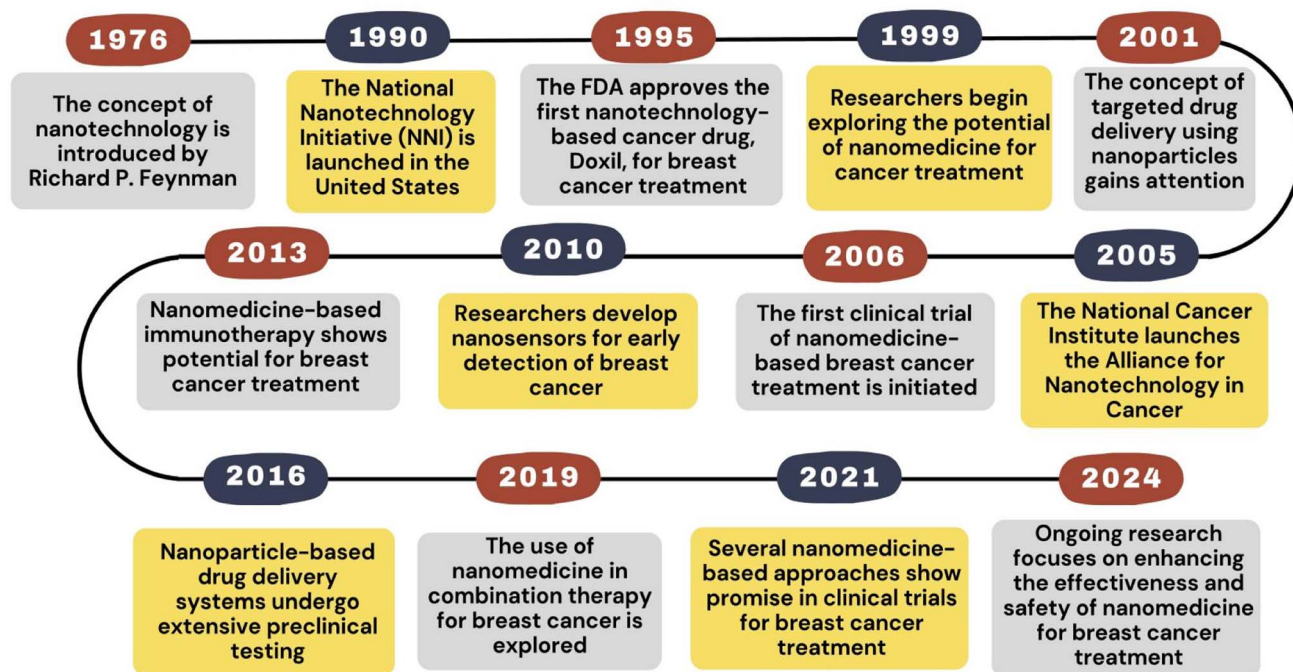 1976
The concept of
nanotechnology is
introduced by
Richard P. Feynman
1990
The National
Nanotechnology
Initiative (NNI) is
launched in the
United States
1995
The FDA approves the
first nanotechnology-
based cancer drug,
Doxil, for breast
cancer treatment
1999
Researchers begin
exploring the potential
of nanomedicine for
cancer treatment
2001
The concept of
targeted drug
delivery using
nanoparticles
gains attention
2005
The National Cancer
Institute launches
the Alliance for
Nanotechnology in
Cancer
2006
The first clinical trial
of nanomedicine-
based breast cancer
treatment is initiated
2010
Researchers develop
nanosensors for early
detection of breast
cancer
2013
Nanomedicine-based
immunotherapy shows
potential for breast
cancer treatment
2016
Nanoparticle-based
drug delivery
systems undergo
extensive preclinical
testing
2019
The use of
nanomedicine in
combination therapy
for breast cancer is
explored
2021
Several nanomedicine-
based approaches show
promise in clinical trials
for breast cancer
treatment
2024
Ongoing research
focuses on enhancing
the effectiveness and
safety of nanomedicine
for breast cancer
treatment